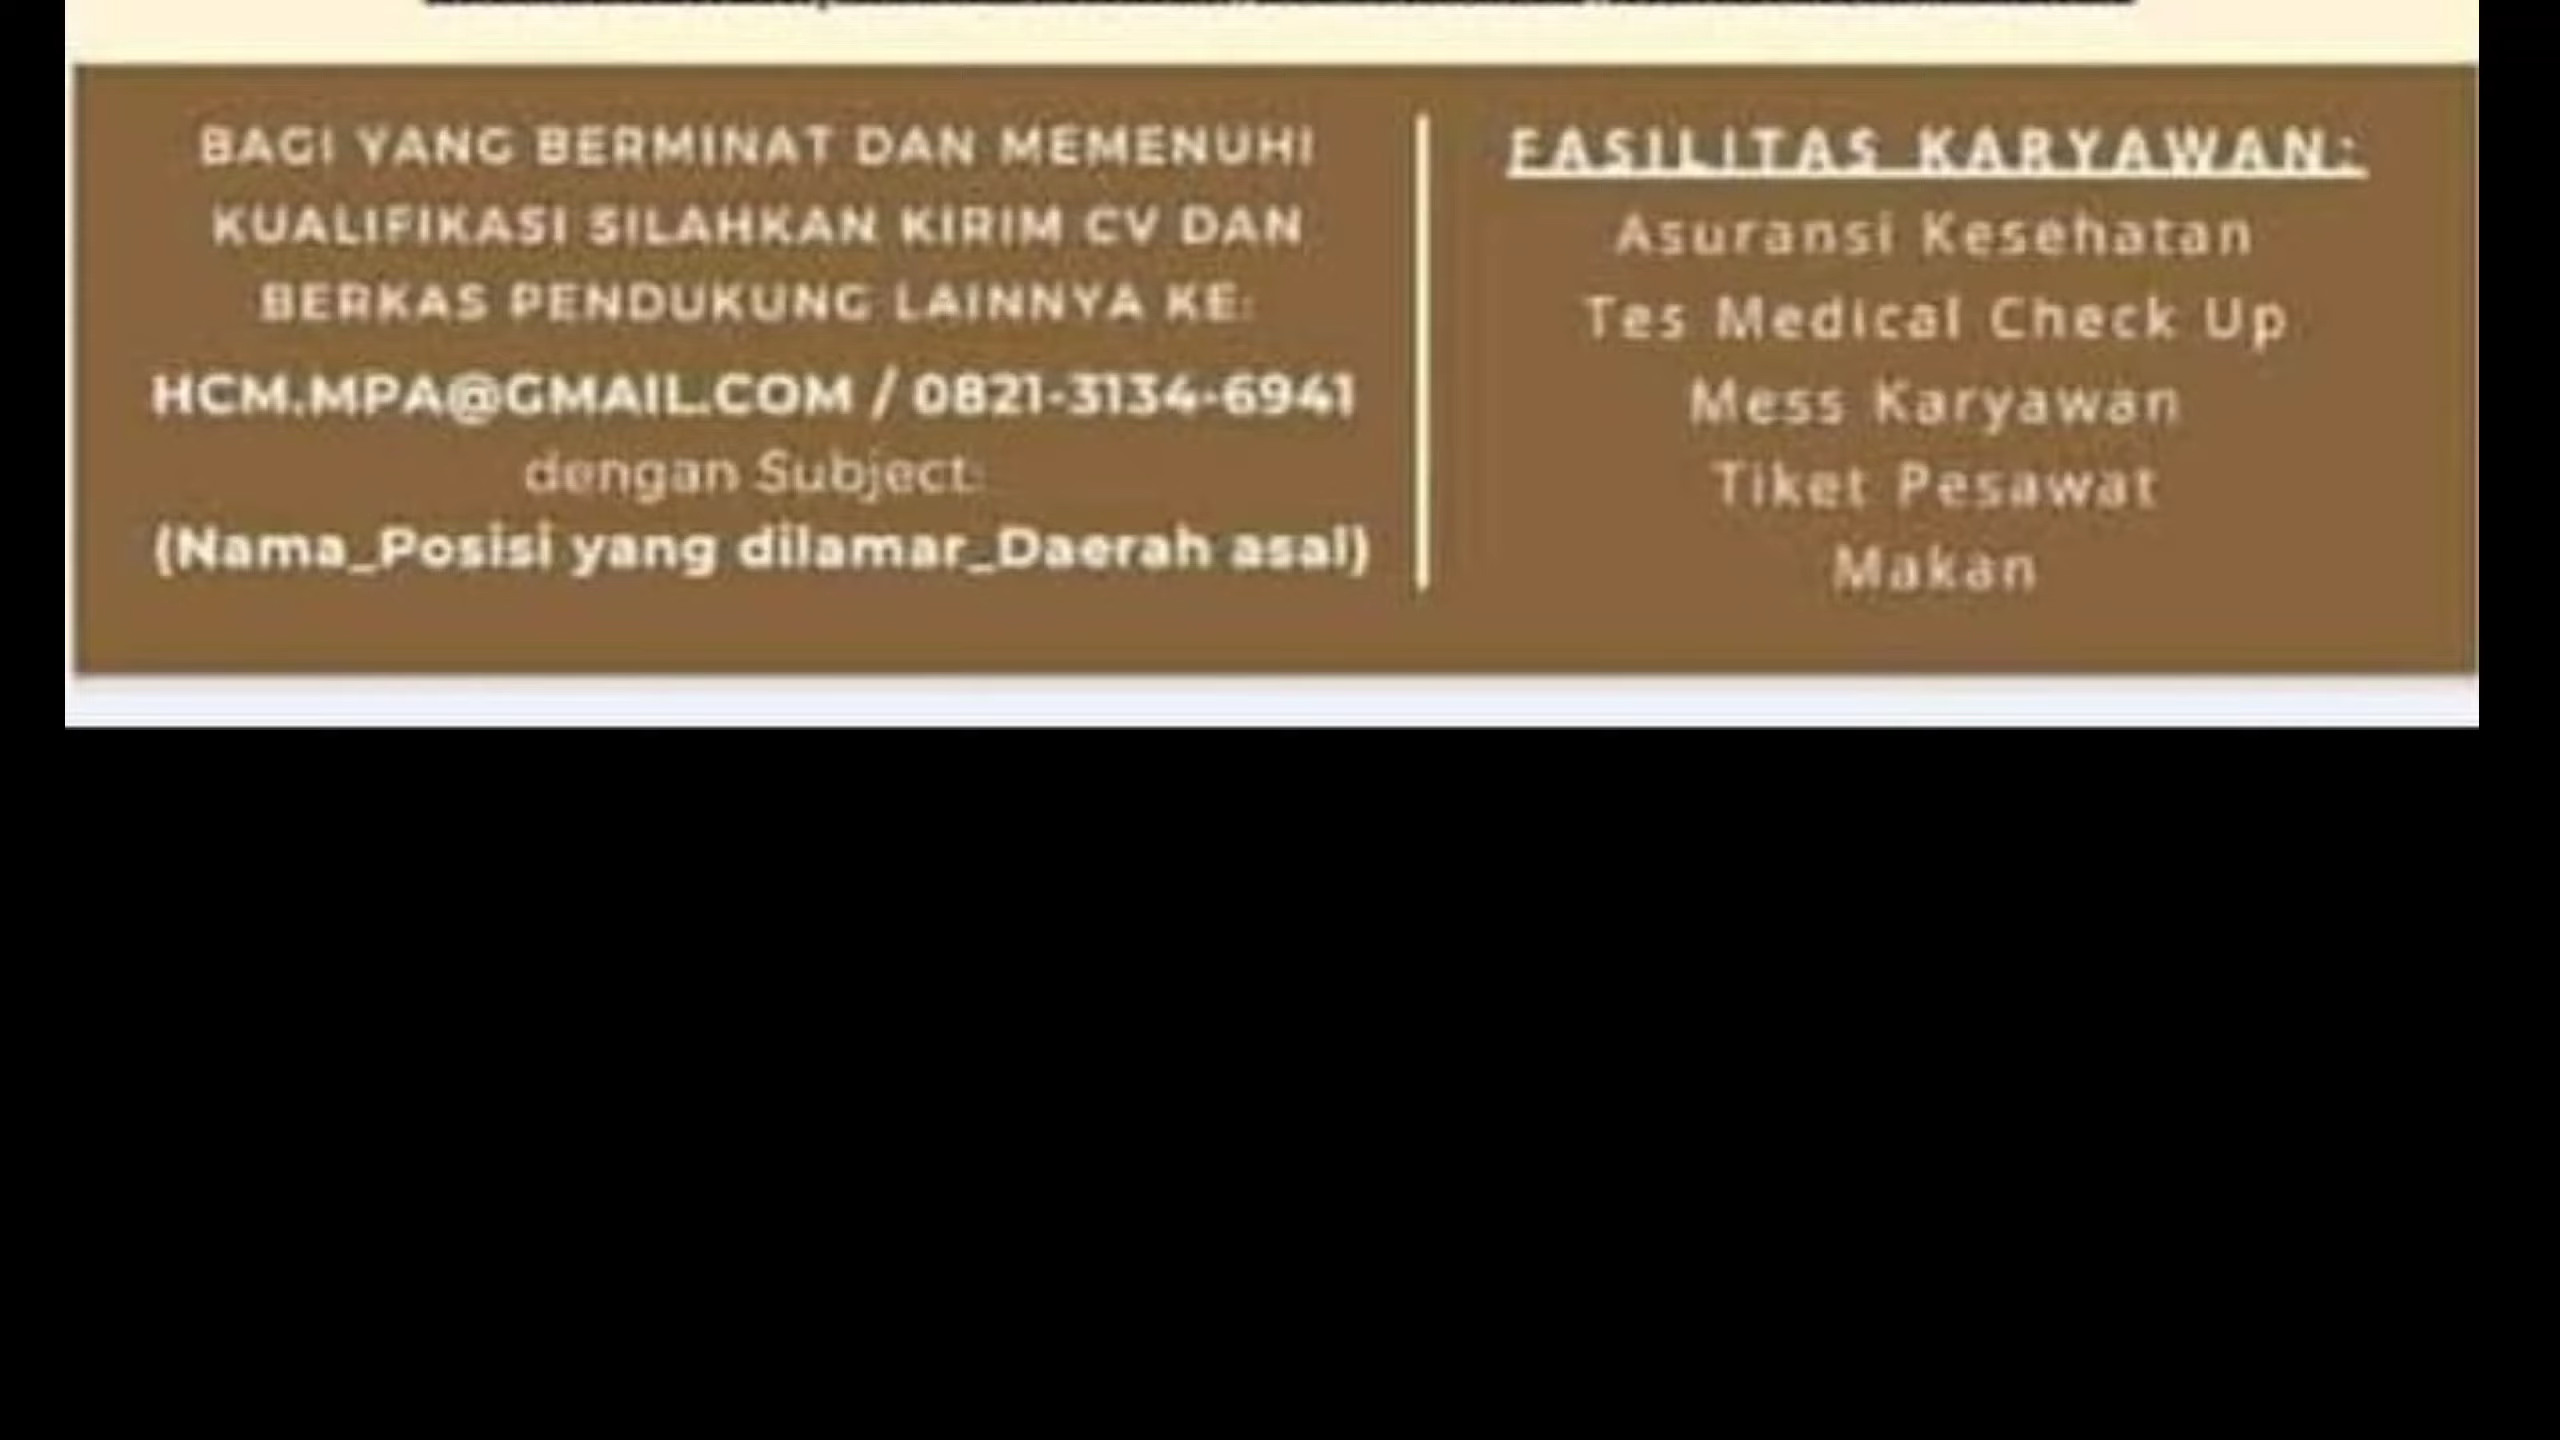 BAGI YANG BERMINAT DAN MEMENUHI
KUALIFIKASI SILAHKAN KIRIM CV DAN
BERKAS PENDUKUNG LAINNYA KE:
HCM.MPA@GMAIL.COM / 0821-3134-6941
dengan Subject:
(Nama_Posisi yang dilamar_Daerah asal)
FASILITAS KARYAWAN:
Asuransi Kesehatan
Tes Medical Check Up
Mess Karyawan
Tiket Pesawat
Makan